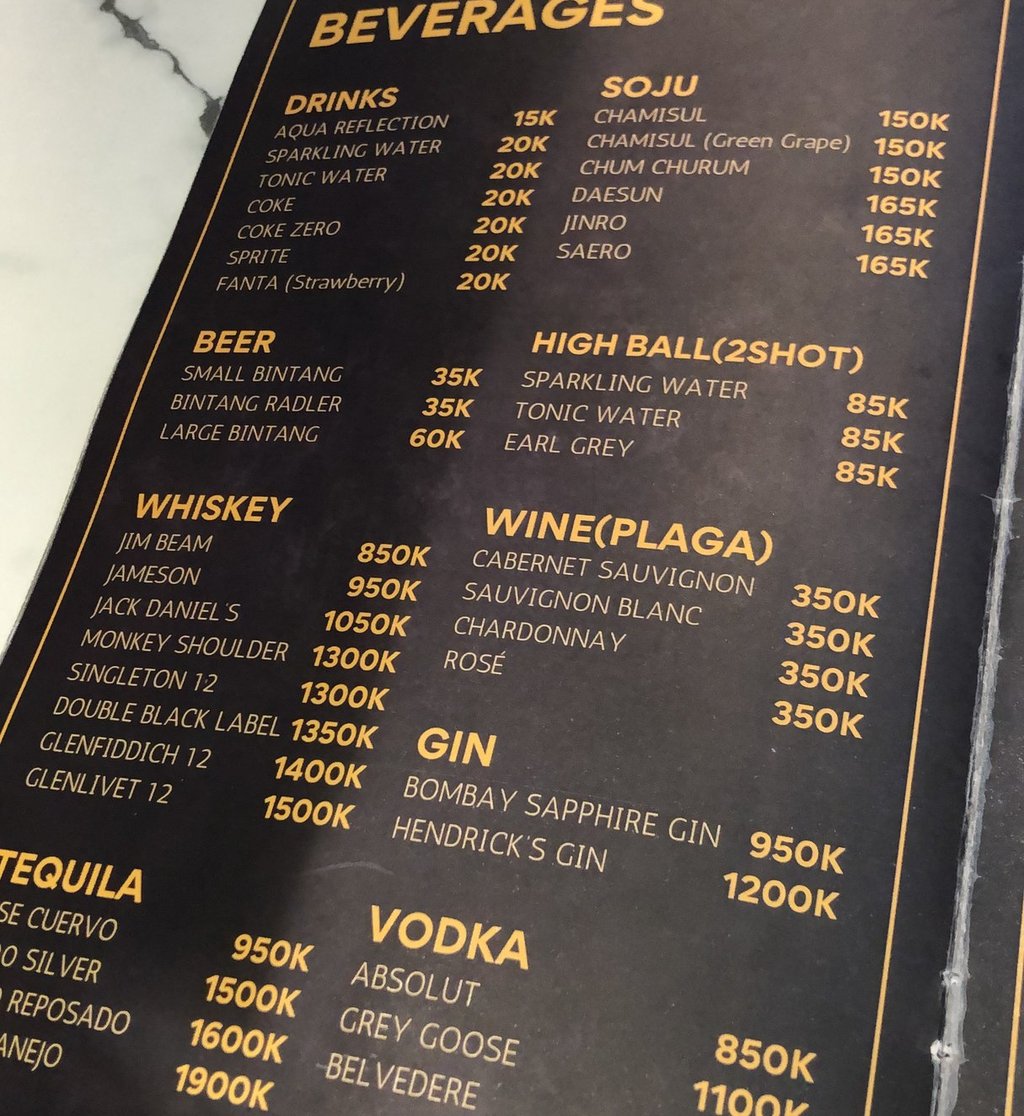 BEVERAGES
DRINKS
AQUA REFLECTION 15K
SPARKLING WATER 20K
TONIC WATER 20K
COKE 20K
COKE ZERO 20K
SPRITE 20K
FANTA (Strawberry) 20K
SOJU
CHAMISUL 150K
CHAMISUL (Green Grape) 150K
CHUM CHURUM 150K
DAESUN 165K
JINRO 165K
SAERO 165K
BEER
SMALL BINTANG 35K
BINTANG RADLER 35K
LARGE BINTANG 60K
HIGH BALL(2SHOT)
SPARKLING WATER 85K
TONIC WATER 85K
EARL GREY 85K
WHISKEY
JIM BEAM 850K
JAMESON 950K
JACK DANIEL'S 1050K
MONKEY SHOULDER 1300K
SINGLETON 12 1300K
DOUBLE BLACK LABEL 1350K
GLENFIDDICH 12 1400K
GLENLIVET 12 1500K
WINE(PLAGA)
CABERNET SAUVIGNON 350K
SAUVIGNON BLANC 350K
CHARDONNAY 350K
ROSÉ 350K
GIN
BOMBAY SAPPHIRE GIN 950K
HENDRICK'S GIN 1200K
TEQUILA
CUERVO 950K
SILVER 1500K
REPOSADO 1600K
ANEJO 1900K
VODKA
ABSOLUT 850K
GREY GOOSE 1100K
BELVEDERE